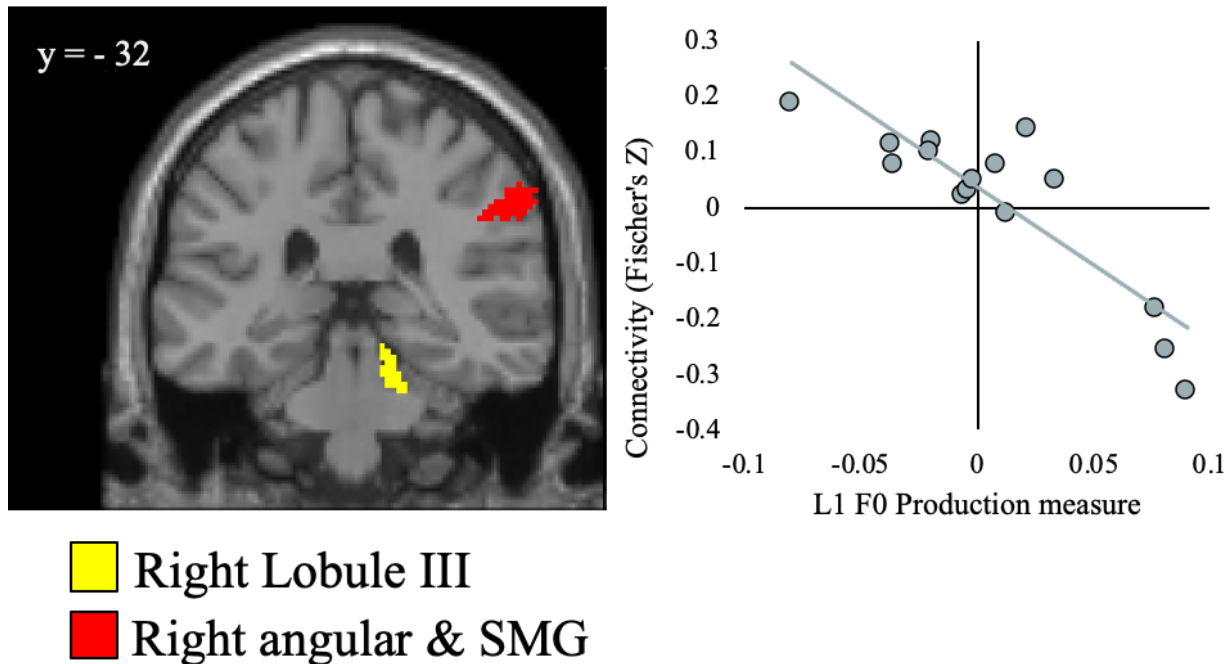 y = - 32
Right Lobule III
Right angular & SMG
Connectivity (Fischer's Z)
0.3
0.2
0.1
0
-0.1
-0.2
-0.3
-0.4
-0.1
-0.05
0
0.05
0.1
L1 F0 Production measure